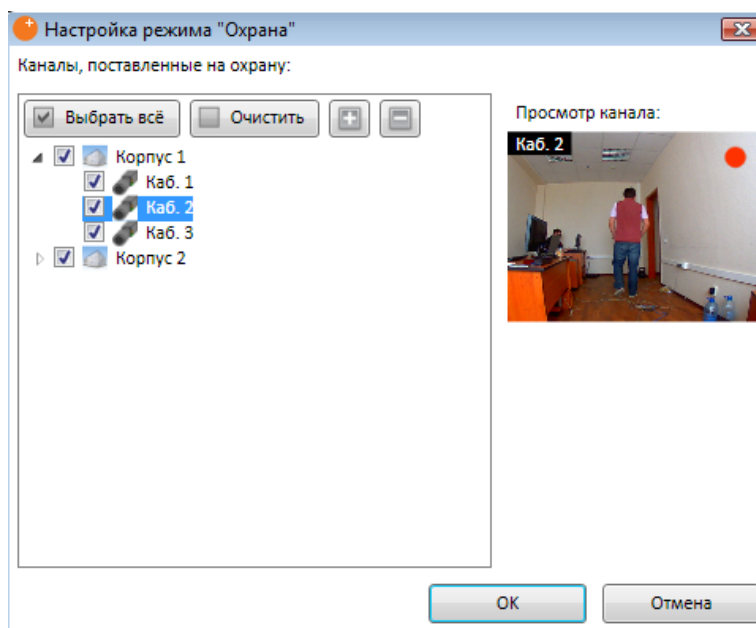 Настройка режима "Охрана"
Каналы, поставленные на охрану:
Выбрать всё
Очистить
Корпус 1
Каб. 1
Каб. 2
Каб. 3
Корпус 2
Просмотр канала:
Каб. 2
OK
Отмена